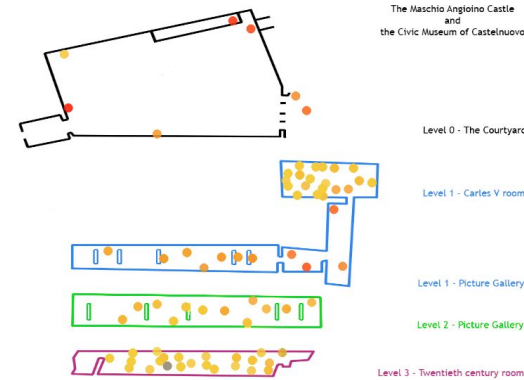 The Maschio Angioino Castle
and
the Civic Museum of Castelnuovo
Level 0 - The Courtyard
Level 1 - Carles V room
Level 1 - Picture Gallery
Level 2 - Picture Gallery
Level 3 - Twentieth century room